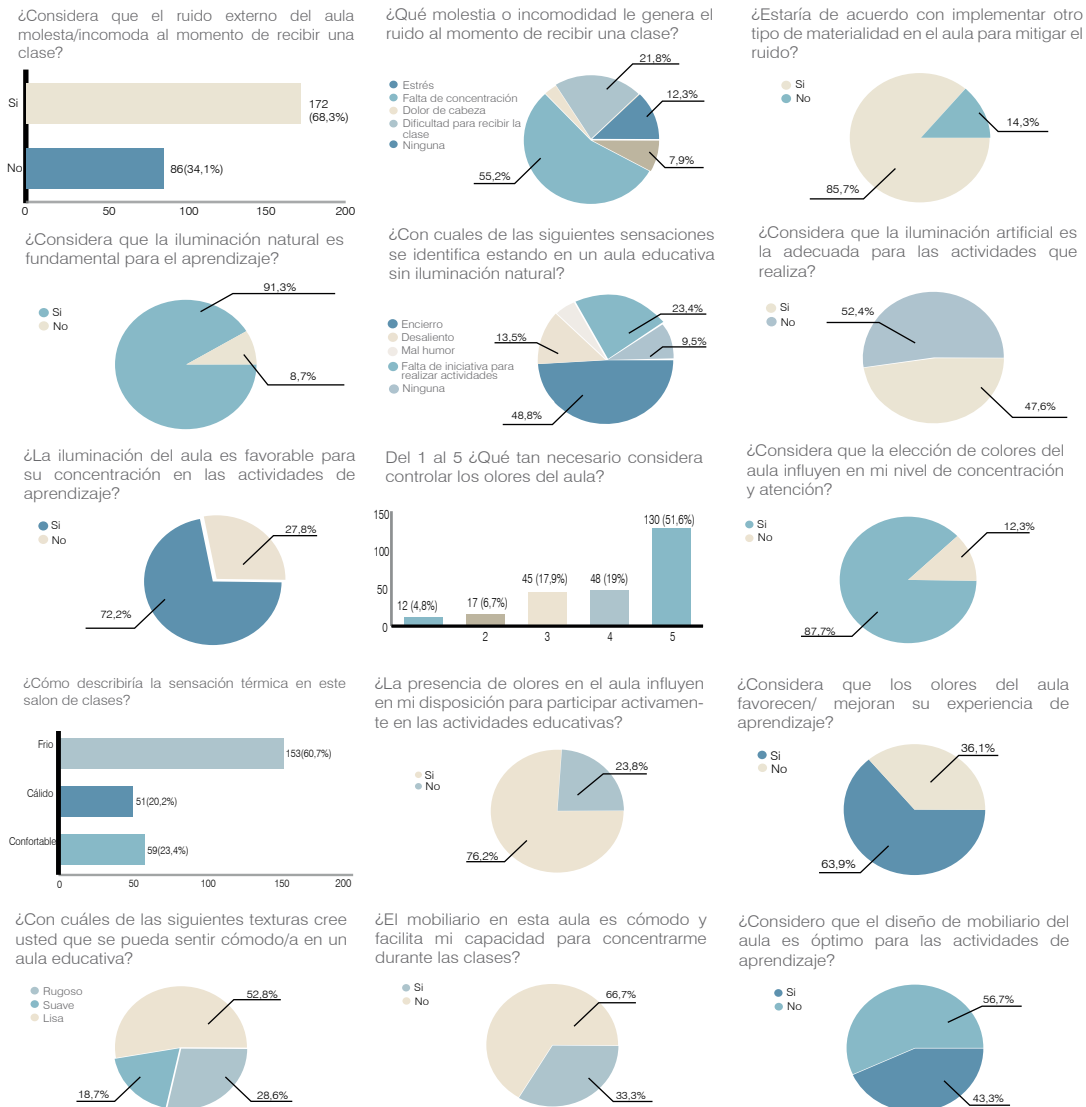 ¿Considera que el ruido externo del aula
molesta/incomoda al momento de recibir una
clase?
Si
172
(68,3%)
No
86(34,1%)
0
50
100
150
200
¿Qué molestia o incomodidad le genera el
ruido al momento de recibir una clase?
Estrés
Falta de concentración
Dolor de cabeza
Dificultad para recibir la
clase
Ninguna
21,8%
12,3%
7,9%
55,2%
¿Estaría de acuerdo con implementar otro
tipo de materialidad en el aula para mitigar el
ruido?
Si
No
14,3%
85,7%
¿Considera que la iluminación natural es
fundamental para el aprendizaje?
Si
No
91,3%
8,7%
¿Con cuales de las siguientes sensaciones
se identifica estando en un aula educativa
sin iluminación natural?
Encierro
Desaliento
Mal humor
Falta de iniciativa para
realizar actividades
Ninguna
23,4%
13,5%
9,5%
48,8%
¿Considera que la iluminación artificial es
la adecuada para las actividades que
realiza?
Si
No
52,4%
47,6%
¿La iluminación del aula es favorable para
su concentración en las actividades de
aprendizaje?
Si
No
27,8%
72,2%
Del 1 al 5 ¿Qué tan necesario considera
controlar los olores del aula?
150
100
50
0
12 (4,8%)
17 (6,7%)
45 (17,9%)
48 (19%)
130 (51,6%)
2
3
4
5
¿Considera que la elección de colores del
aula influyen en mi nivel de concentración
y atención?
Si
No
12,3%
87,7%
¿Cómo describiría la sensación térmica en este
salon de clases?
Frio
153(60,7%)
Cálido
51(20,2%)
Confortable
59(23,4%)
0
50
100
150
200
¿La presencia de olores en el aula influyen
en mi disposición para participar activamen-
te en las actividades educativas?
Si
No
23,8%
76,2%
¿Considera que los olores del aula
favorecen/ mejoran su experiencia de
aprendizaje?
Si
No
36,1%
63,9%
¿Con cuáles de las siguientes texturas cree
usted que se pueda sentir cómodo/a en un
aula educativa?
Rugoso
Suave
Lisa
52,8%
18,7%
28,6%
¿El mobiliario en esta aula es cómodo y
facilita mi capacidad para concentrarme
durante las clases?
Si
No
66,7%
33,3%
¿Considero que el diseño de mobiliario del
aula es óptimo para las actividades de
aprendizaje?
Si
No
56,7%
43,3%